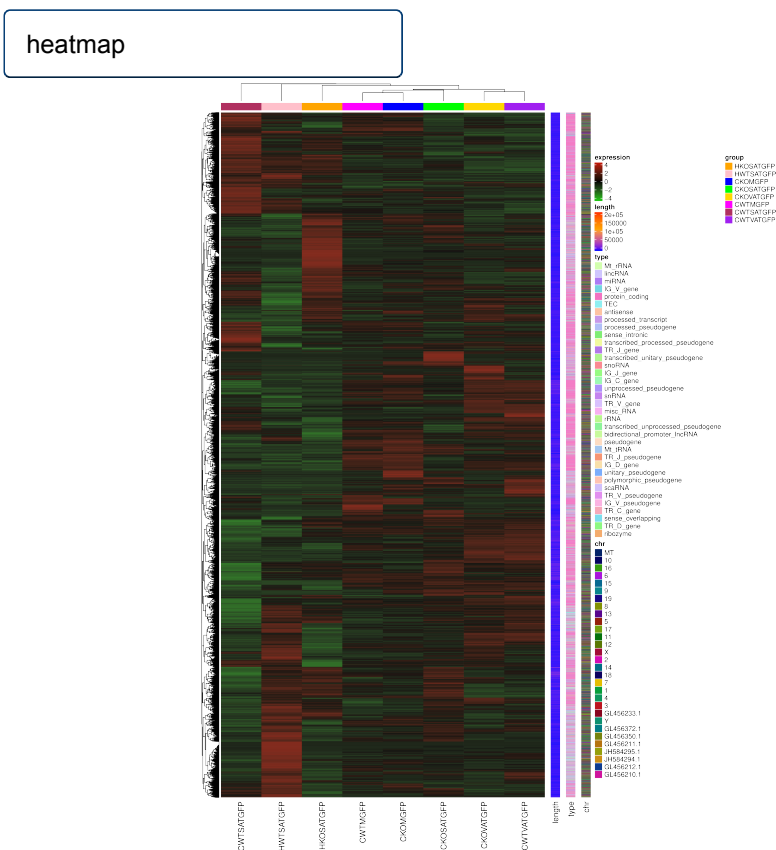 heatmap
expression
4
2
0
−2
−4
length
2e+05
150000
1e+05
50000
0
type
Mt_rRNA
lincRNA
miRNA
IG_V_gene
protein_coding
TEC
antisense
processed_transcript
processed_pseudogene
sense_intronic
transcribed_processed_pseudogene
TR_J_gene
transcribed_unitary_pseudogene
snoRNA
IG_J_gene
IG_C_gene
unprocessed_pseudogene
snRNA
TR_V_gene
misc_RNA
rRNA
transcribed_unprocessed_pseudogene
bidirectional_promoter_lncRNA
pseudogene
Mt_tRNA
TR_J_pseudogene
IG_D_gene
unitary_pseudogene
polymorphic_pseudogene
scaRNA
TR_V_pseudogene
IG_V_pseudogene
TR_C_gene
sense_overlapping
TR_D_gene
ribozyme
chr
MT
10
16
6
15
9
19
8
13
5
17
11
12
X
2
14
18
7
1
4
3
GL456233.1
Y
GL456372.1
GL456350.1
GL456211.1
JH584295.1
JH584294.1
GL456212.1
GL456210.1
group
HKOSATGFP
HWTSATGFP
CKOMGFP
CKOSATGFP
CKOVATGFP
CWTMGFP
CWTSATGFP
CWTVATGFP
CWTSATGFP
HWTSATGFP
HKOSATGFP
CWTMGFP
CKOMGFP
CKOSATGFP
CKOVATGFP
CWTVATGFP
length
type
chr